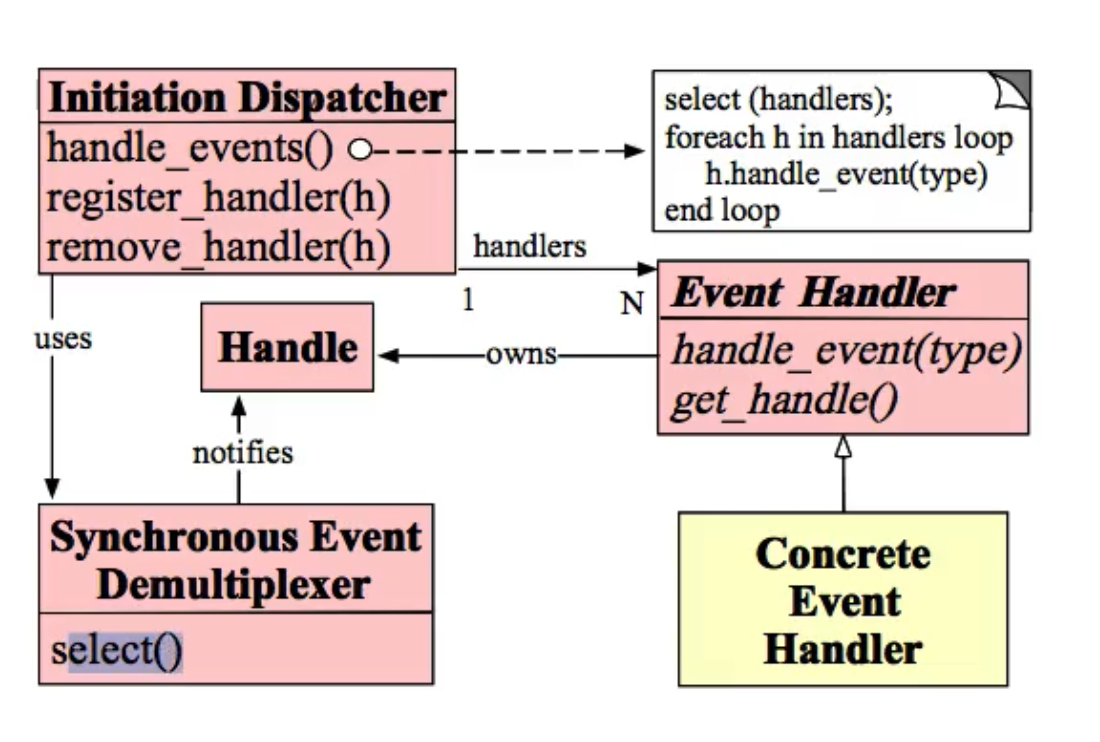 Initiation Dispatcher
handle_events()
register_handler(h)
remove_handler(h)
select (handlers);
foreach h in handlers loop
h.handle_event(type)
end loop
handlers
1
N
Event Handler
handle_event(type)
get_handle()
uses
Handle
owns
notifies
Synchronous Event
Demultiplexer
select()
Concrete
Event
Handler